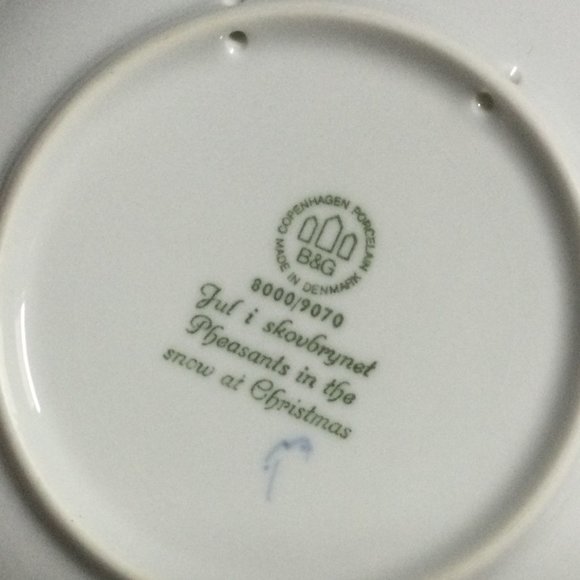 COPENHAGEN PORCELAIN
B&G
MADE IN DENMARK
8000/9070
Jul i skovbrynet
Pheasants in the
snow at Christmas